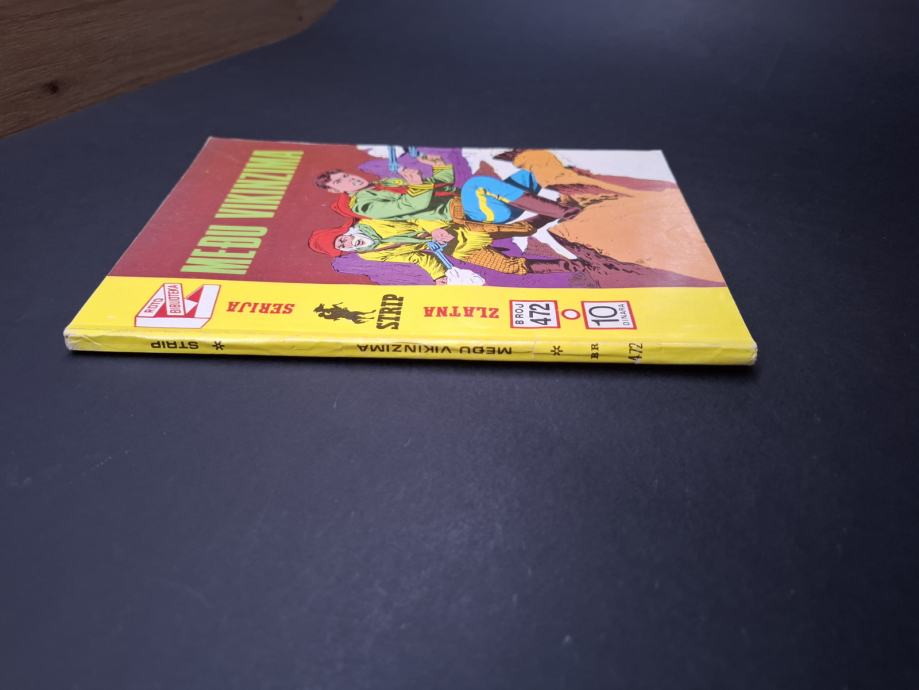 MEĐU VIKINZIMA
ROTO
BIBLIOTEKA
SERIJA
STRIP
ZLATNA
BROJ
472
10
DINARA
STRIP * MEĐU VIKINZIMA * BR 472